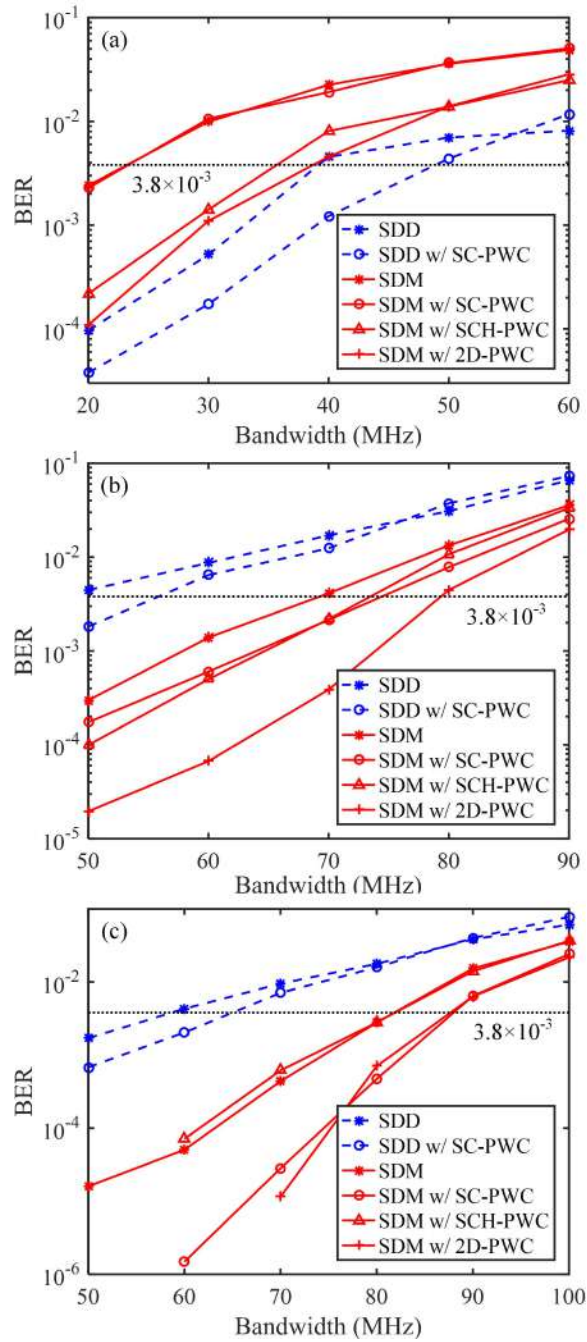 (a)
10^-1
10^-2
10^-3
10^-4
BER
3.8×10^-3
SDD
SDD w/ SC-PWC
SDM
SDM w/ SC-PWC
SDM w/ SCH-PWC
SDM w/ 2D-PWC
20 30 40 50 60
Bandwidth (MHz)
(b)
10^-1
10^-2
10^-3
10^-4
10^-5
BER
3.8×10^-3
SDD
SDD w/ SC-PWC
SDM
SDM w/ SC-PWC
SDM w/ SCH-PWC
SDM w/ 2D-PWC
50 60 70 80 90
Bandwidth (MHz)
(c)
10^-2
10^-4
10^-6
BER
3.8×10^-3
SDD
SDD w/ SC-PWC
SDM
SDM w/ SC-PWC
SDM w/ SCH-PWC
SDM w/ 2D-PWC
50 60 70 80 90 100
Bandwidth (MHz)